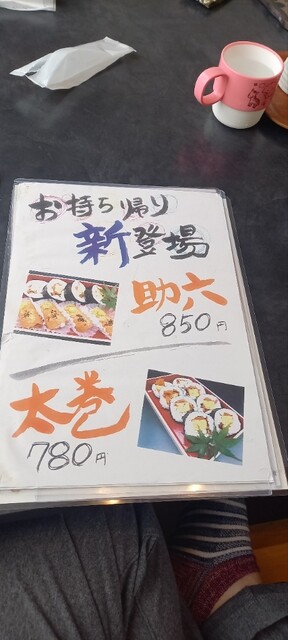 お持ち帰り
新登場
助六
850円
太巻
780円